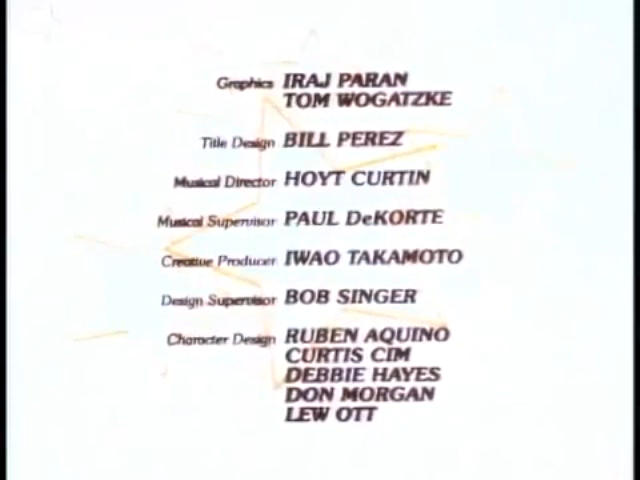 Graphics IRAJ PARAN
TOM WOGATZKE
Title Design BILL PEREZ
Musical Director HOYT CURTIN
Musical Supervisor PAUL DeKORTE
Creative Producer IWAO TAKAMOTO
Design Supervisor BOB SINGER
Character Design RUBEN AQUINO
CURTIS CIM
DEBBIE HAYES
DON MORGAN
LEW OTT